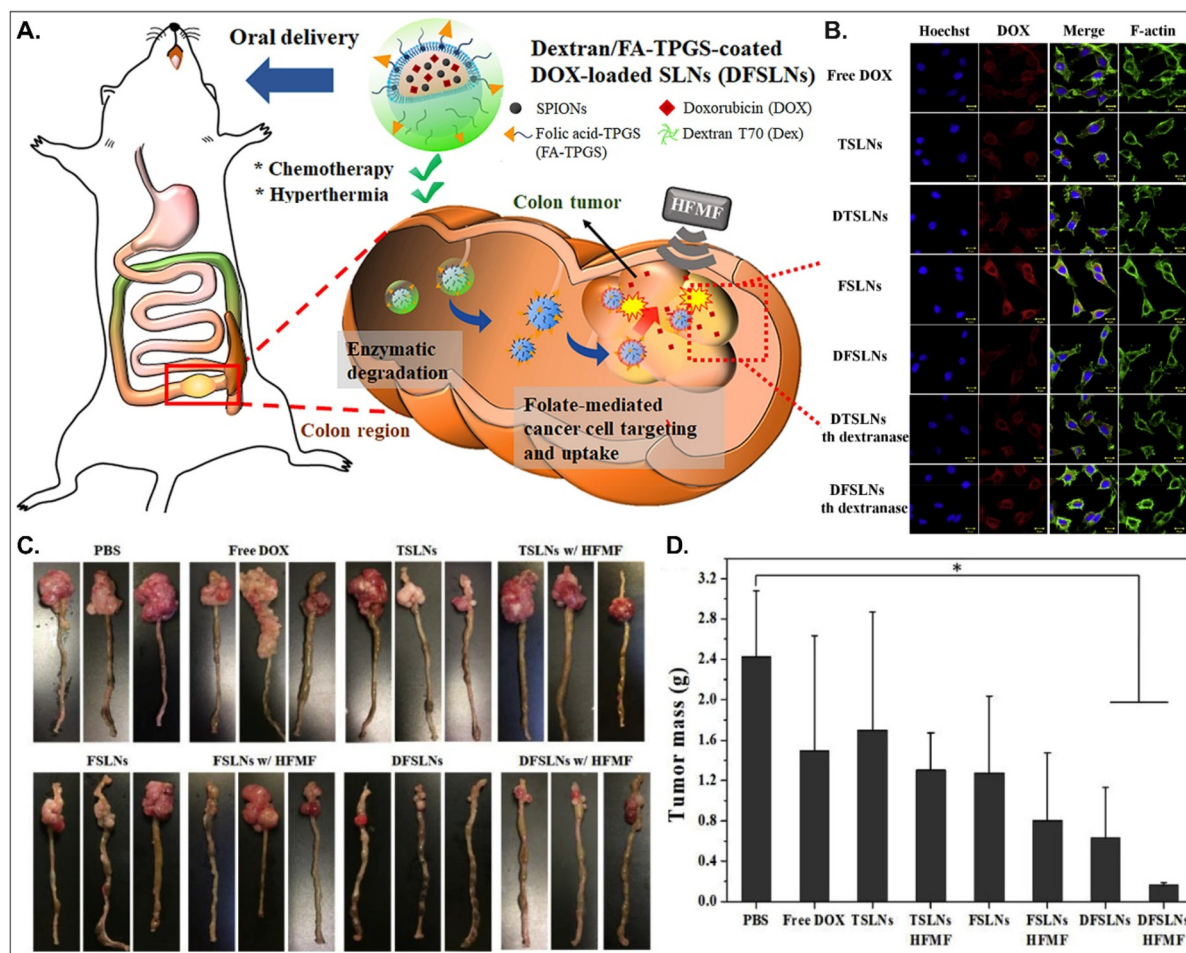 A.
Oral delivery
Dextran/FA-TPGS-coated
DOX-loaded SLNs (DFSLNs)
SPIONs
Doxorubicin (DOX)
Folic acid-TPGS
(FA-TPGS)
Dextran T70 (Dex)
* Chemotherapy
* Hyperthermia
Colon tumor
HFMF
Enzymatic
degradation
Folate-mediated
cancer cell targeting
and uptake
Colon region
B.
Hoechst DOX Merge F-actin
Free DOX
TSLNs
DTSLNs
FSLNs
DFSLNs
DTSLNs
th dextranase
DFSLNs
th dextranase
C.
PBS Free DOX TSLNs TSLNs w/ HFMF
FSLNs FSLNs w/ HFMF DFSLNs DFSLNs w/ HFMF
D.
*
Tumor mass (g)
3.2
2.8
2.4
2.0
1.6
1.2
0.8
0.4
0.0
PBS Free DOX TSLNs TSLNs HFMF FSLNs FSLNs HFMF DFSLNs DFSLNs HFMF